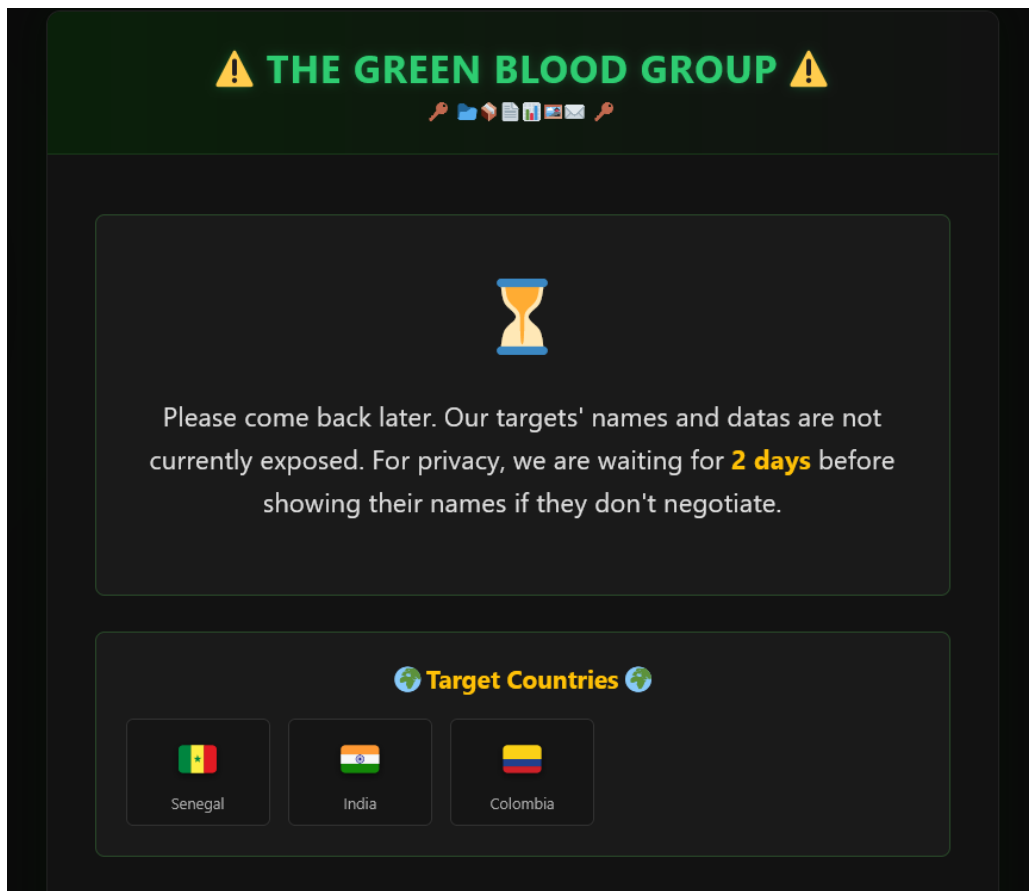 THE GREEN BLOOD GROUP
Please come back later. Our targets' names and datas are not
currently exposed. For privacy, we are waiting for 2 days before
showing their names if they don't negotiate.
Target Countries
Senegal
India
Colombia